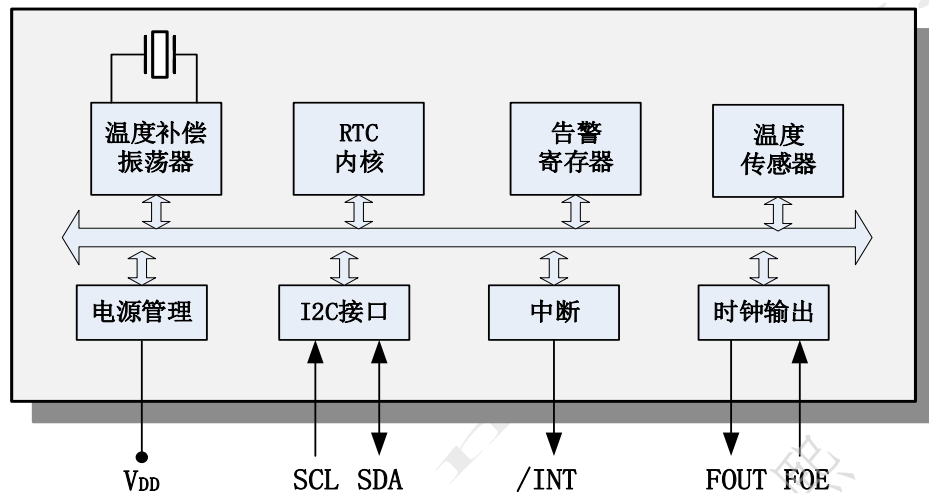 温度补偿
振荡器
RTC
内核
告警
寄存器
温度
传感器
电源管理
I2C接口
中断
时钟输出
VDD
SCL
SDA
/INT
FOUT
FOE